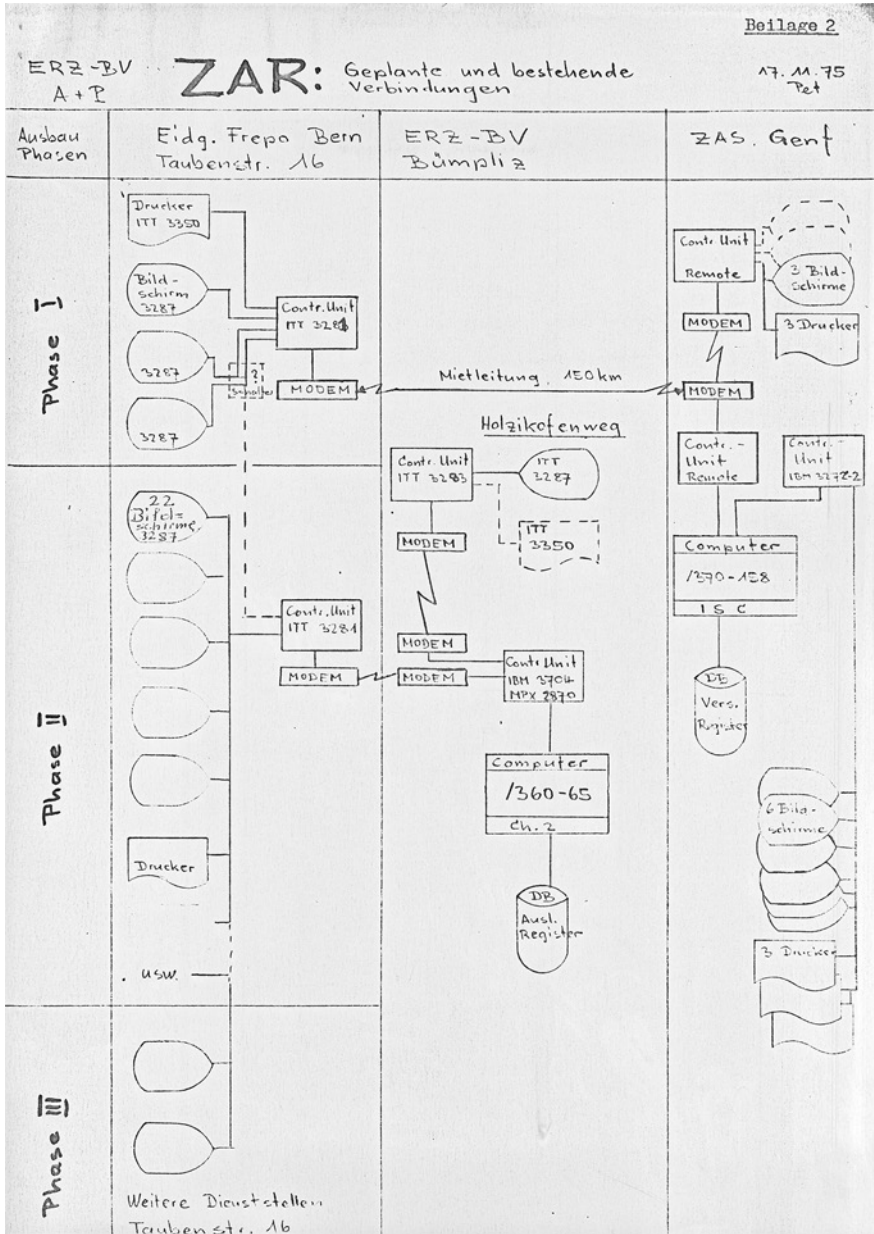 Beilage 2
ERZ-BV
A + P
ZAR: Geplante und bestehende
Verbindungen
17.11.75
Pet
Ausbau
Phasen
Eidg. Frepo Bern
Taubenstr. 16
ERZ-BV
Bümpliz
ZAS. Genf
Phase I
Drucker
ITT 3350
Bild-
schirm
3287
3287
3287
Contr. Unit
ITT 3281
?
Schalter
MODEM
Mietleitung 150 km
Contr. Unit
Remote
3 Bild-
schirme
MODEM
3 Drucker
MODEM
Contr.-
Unit
Remote
Contr.-
Unit
IBM 3272-2
Computer
/370-158
I S C
DB
Vers.
Register
6 Bild-
schirme
3 Drucker
Holzikofenweg
Contr. Unit
ITT 3283
ITT
3287
ITT
3350
MODEM
MODEM
MODEM
Contr. Unit
IBM 3704
MPX 2870
Computer
/360-65
Ch. 2
DB
Ausl.
Register
Phase II
22
Bild=
schirme
3287
Contr. Unit
ITT 3281
MODEM
Drucker
usw.
Phase III
Weitere Dienststellen
Taubenstr. 16